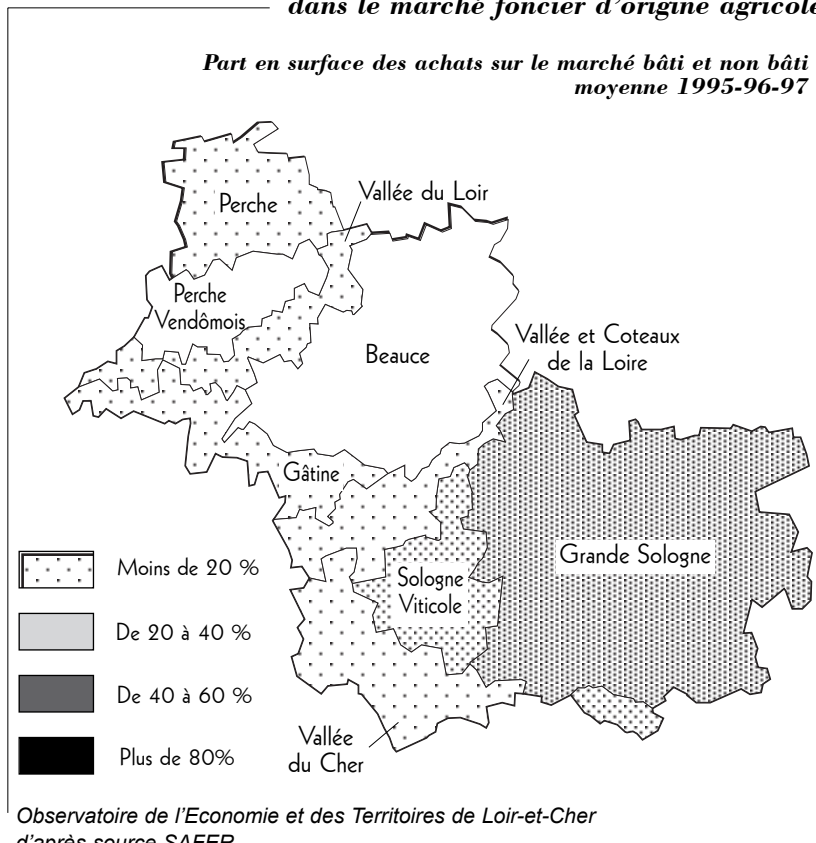 dans le marché foncier d'origine agricole
Part en surface des achats sur le marché bâti et non bâti
moyenne 1995-96-97
Perche
Vallée du Loir
Perche
Vendômois
Beauce
Vallée et Coteaux
de la Loire
Gâtine
Grande Sologne
Sologne
Viticole
Vallée
du Cher
Moins de 20 %
De 20 à 40 %
De 40 à 60 %
Plus de 80%
Observatoire de l'Economie et des Territoires de Loir-et-Cher
d'après source SAFER